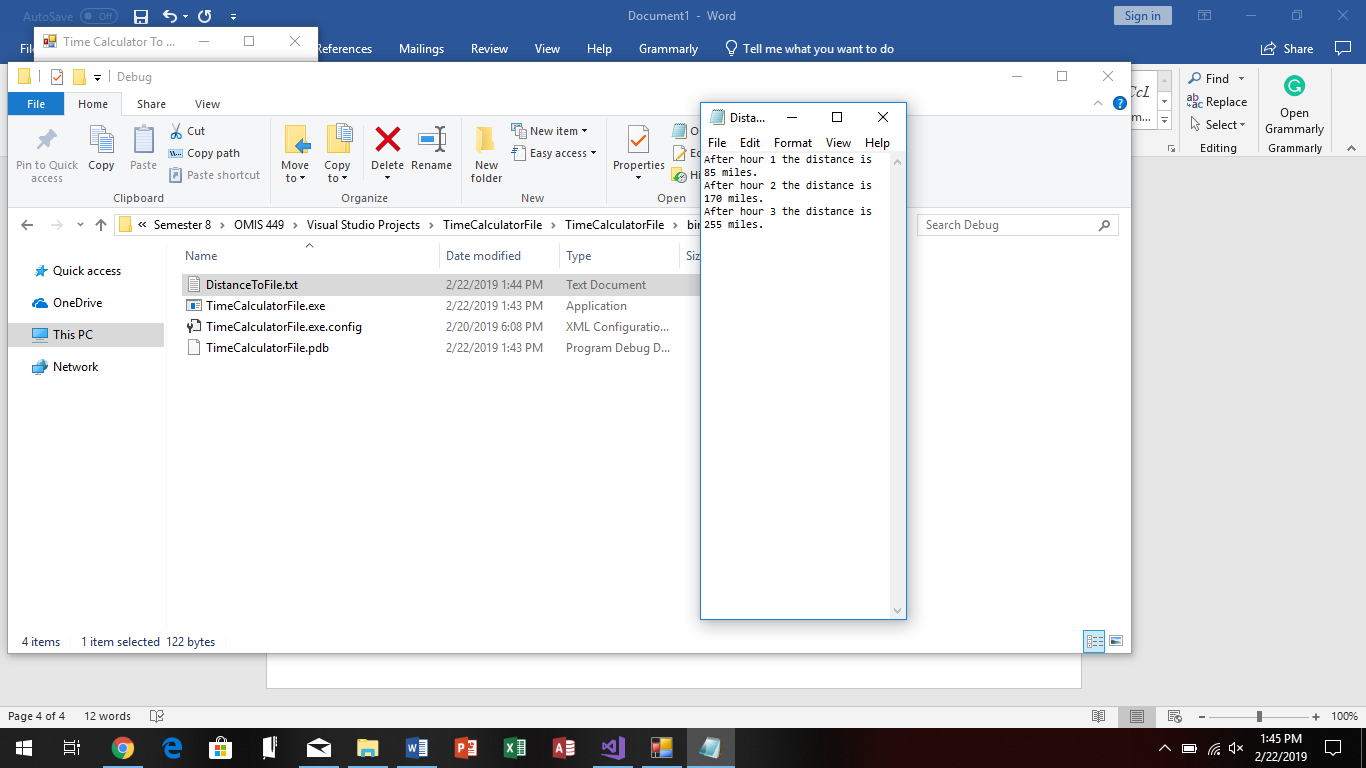 AutoSave Off
Document1 - Word
Sign in
Time Calculator To ...
References Mailings Review View Help Grammarly Tell me what you want to do
Share
Debug
File Home Share View
Pin to Quick access
Copy
Paste
Cut
Copy path
Paste shortcut
Clipboard
Move to
Copy to
Delete
Rename
Organize
New folder
New item
Easy access
New
Properties
Open
Find
Replace
Select
Editing
Open Grammarly
Grammarly
« Semester 8 > OMIS 449 > Visual Studio Projects > TimeCalculatorFile > TimeCalculatorFile >
Search Debug
Quick access
OneDrive
This PC
Network
Name Date modified Type
DistanceToFile.txt 2/22/2019 1:44 PM Text Document
TimeCalculatorFile.exe 2/22/2019 1:43 PM Application
TimeCalculatorFile.exe.config 2/20/2019 6:08 PM XML Configuratio...
TimeCalculatorFile.pdb 2/22/2019 1:43 PM Program Debug D...
Dista...
File Edit Format View Help
After hour 1 the distance is
85 miles.
After hour 2 the distance is
170 miles.
After hour 3 the distance is
255 miles.
4 items 1 item selected 122 bytes
Page 4 of 4 12 words
100%
1:45 PM
2/22/2019